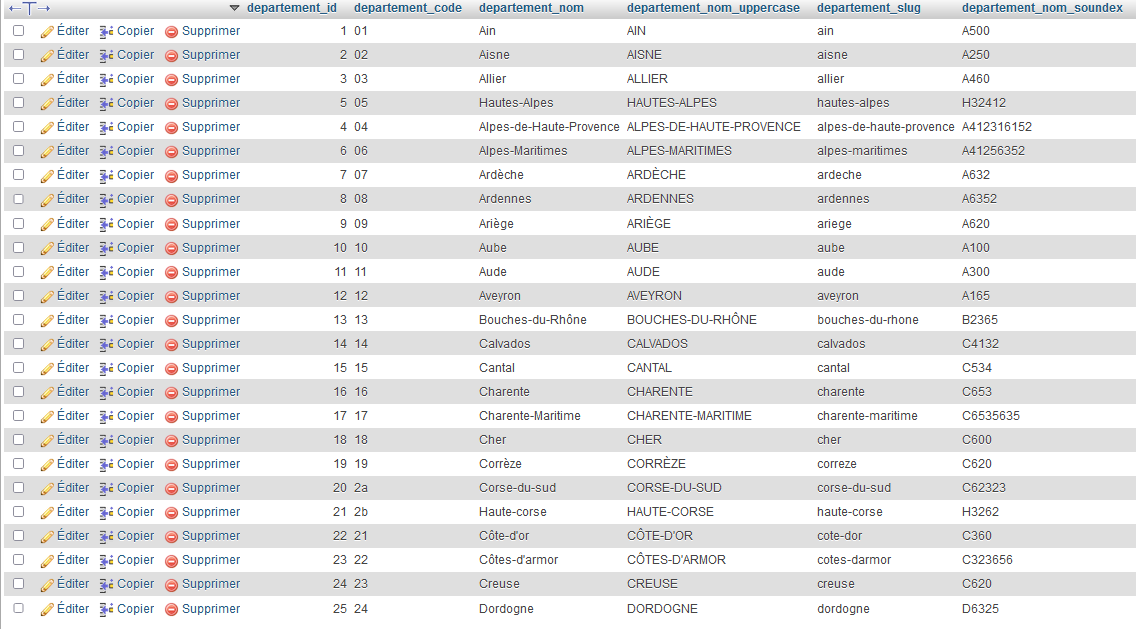 ←T→ ▼ departement_id departement_code departement_nom departement_nom_uppercase departement_slug departement_nom_soundex
Éditer Copier Supprimer 1 01 Ain AIN ain A500
Éditer Copier Supprimer 2 02 Aisne AISNE aisne A250
Éditer Copier Supprimer 3 03 Allier ALLIER allier A460
Éditer Copier Supprimer 5 05 Hautes-Alpes HAUTES-ALPES hautes-alpes H32412
Éditer Copier Supprimer 4 04 Alpes-de-Haute-Provence ALPES-DE-HAUTE-PROVENCE alpes-de-haute-provence A412316152
Éditer Copier Supprimer 6 06 Alpes-Maritimes ALPES-MARITIMES alpes-maritimes A41256352
Éditer Copier Supprimer 7 07 Ardèche ARDÈCHE ardeche A632
Éditer Copier Supprimer 8 08 Ardennes ARDENNES ardennes A6352
Éditer Copier Supprimer 9 09 Ariège ARIÈGE ariege A620
Éditer Copier Supprimer 10 10 Aube AUBE aube A100
Éditer Copier Supprimer 11 11 Aude AUDE aude A300
Éditer Copier Supprimer 12 12 Aveyron AVEYRON aveyron A165
Éditer Copier Supprimer 13 13 Bouches-du-Rhône BOUCHES-DU-RHÔNE bouches-du-rhone B2365
Éditer Copier Supprimer 14 14 Calvados CALVADOS calvados C4132
Éditer Copier Supprimer 15 15 Cantal CANTAL cantal C534
Éditer Copier Supprimer 16 16 Charente CHARENTE charente C653
Éditer Copier Supprimer 17 17 Charente-Maritime CHARENTE-MARITIME charente-maritime C6535635
Éditer Copier Supprimer 18 18 Cher CHER cher C600
Éditer Copier Supprimer 19 19 Corrèze CORRÈZE correze C620
Éditer Copier Supprimer 20 2a Corse-du-sud CORSE-DU-SUD corse-du-sud C62323
Éditer Copier Supprimer 21 2b Haute-corse HAUTE-CORSE haute-corse H3262
Éditer Copier Supprimer 22 21 Côte-d'or CÔTE-D'OR cote-dor C360
Éditer Copier Supprimer 23 22 Côtes-d'armor CÔTES-D'ARMOR cotes-darmor C323656
Éditer Copier Supprimer 24 23 Creuse CREUSE creuse C620
Éditer Copier Supprimer 25 24 Dordogne DORDOGNE dordogne D6325